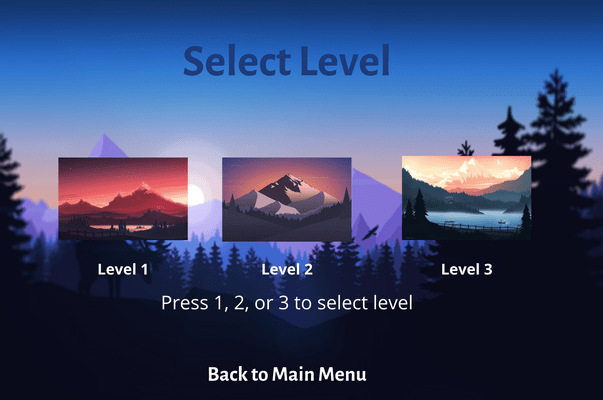 Select Level
Level 1
Level 2
Level 3
Press 1, 2, or 3 to select level
Back to Main Menu